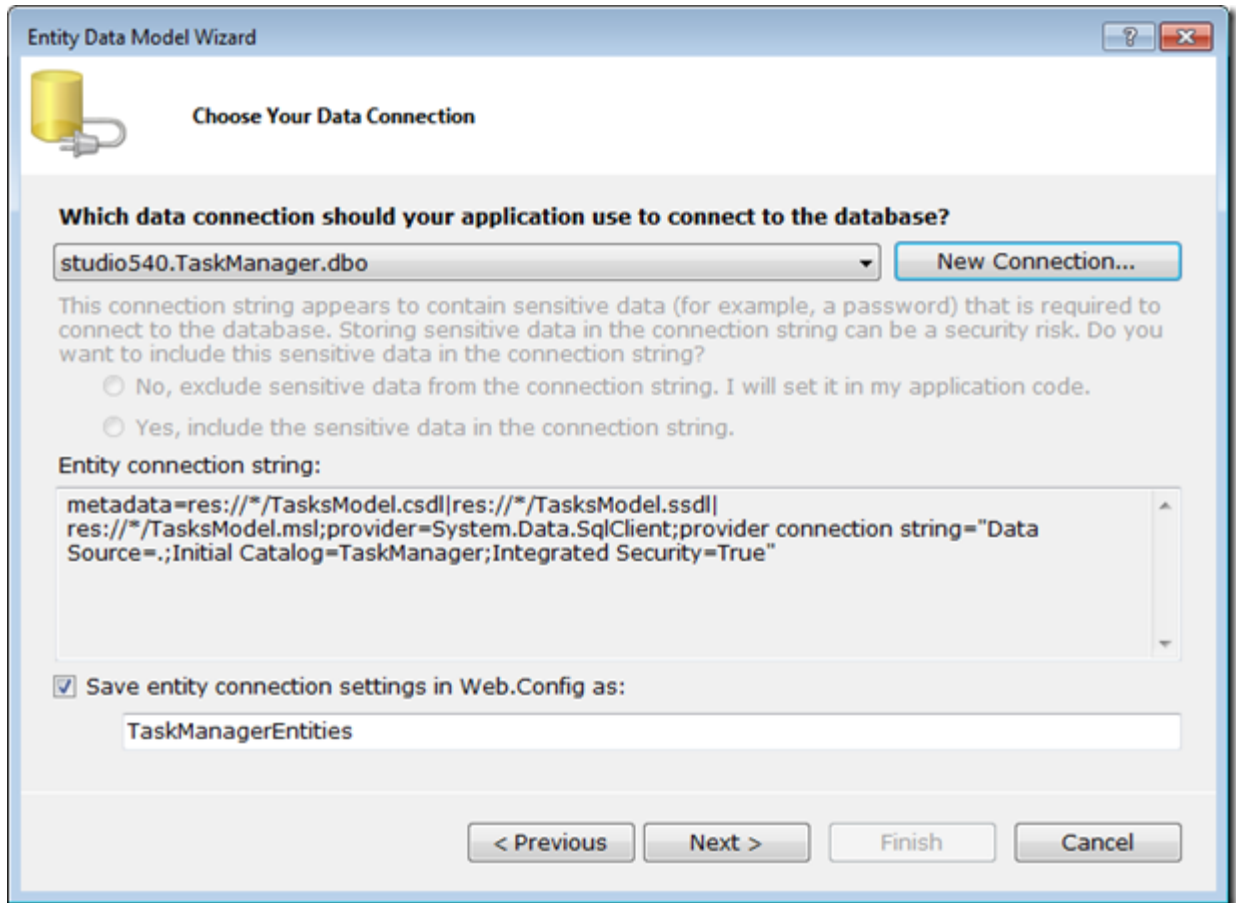 Entity Data Model Wizard
Choose Your Data Connection
Which data connection should your application use to connect to the database?
studio540.TaskManager.dbo
New Connection...
This connection string appears to contain sensitive data (for example, a password) that is required to
connect to the database. Storing sensitive data in the connection string can be a security risk. Do you
want to include this sensitive data in the connection string?
No, exclude sensitive data from the connection string. I will set it in my application code.
Yes, include the sensitive data in the connection string.
Entity connection string:
metadata=res://*/TasksModel.csdl|res://*/TasksModel.ssdl|
res://*/TasksModel.msl;provider=System.Data.SqlClient;provider connection string="Data
Source=.;Initial Catalog=TaskManager;Integrated Security=True"
Save entity connection settings in Web.Config as:
TaskManagerEntities
< Previous
Next >
Finish
Cancel